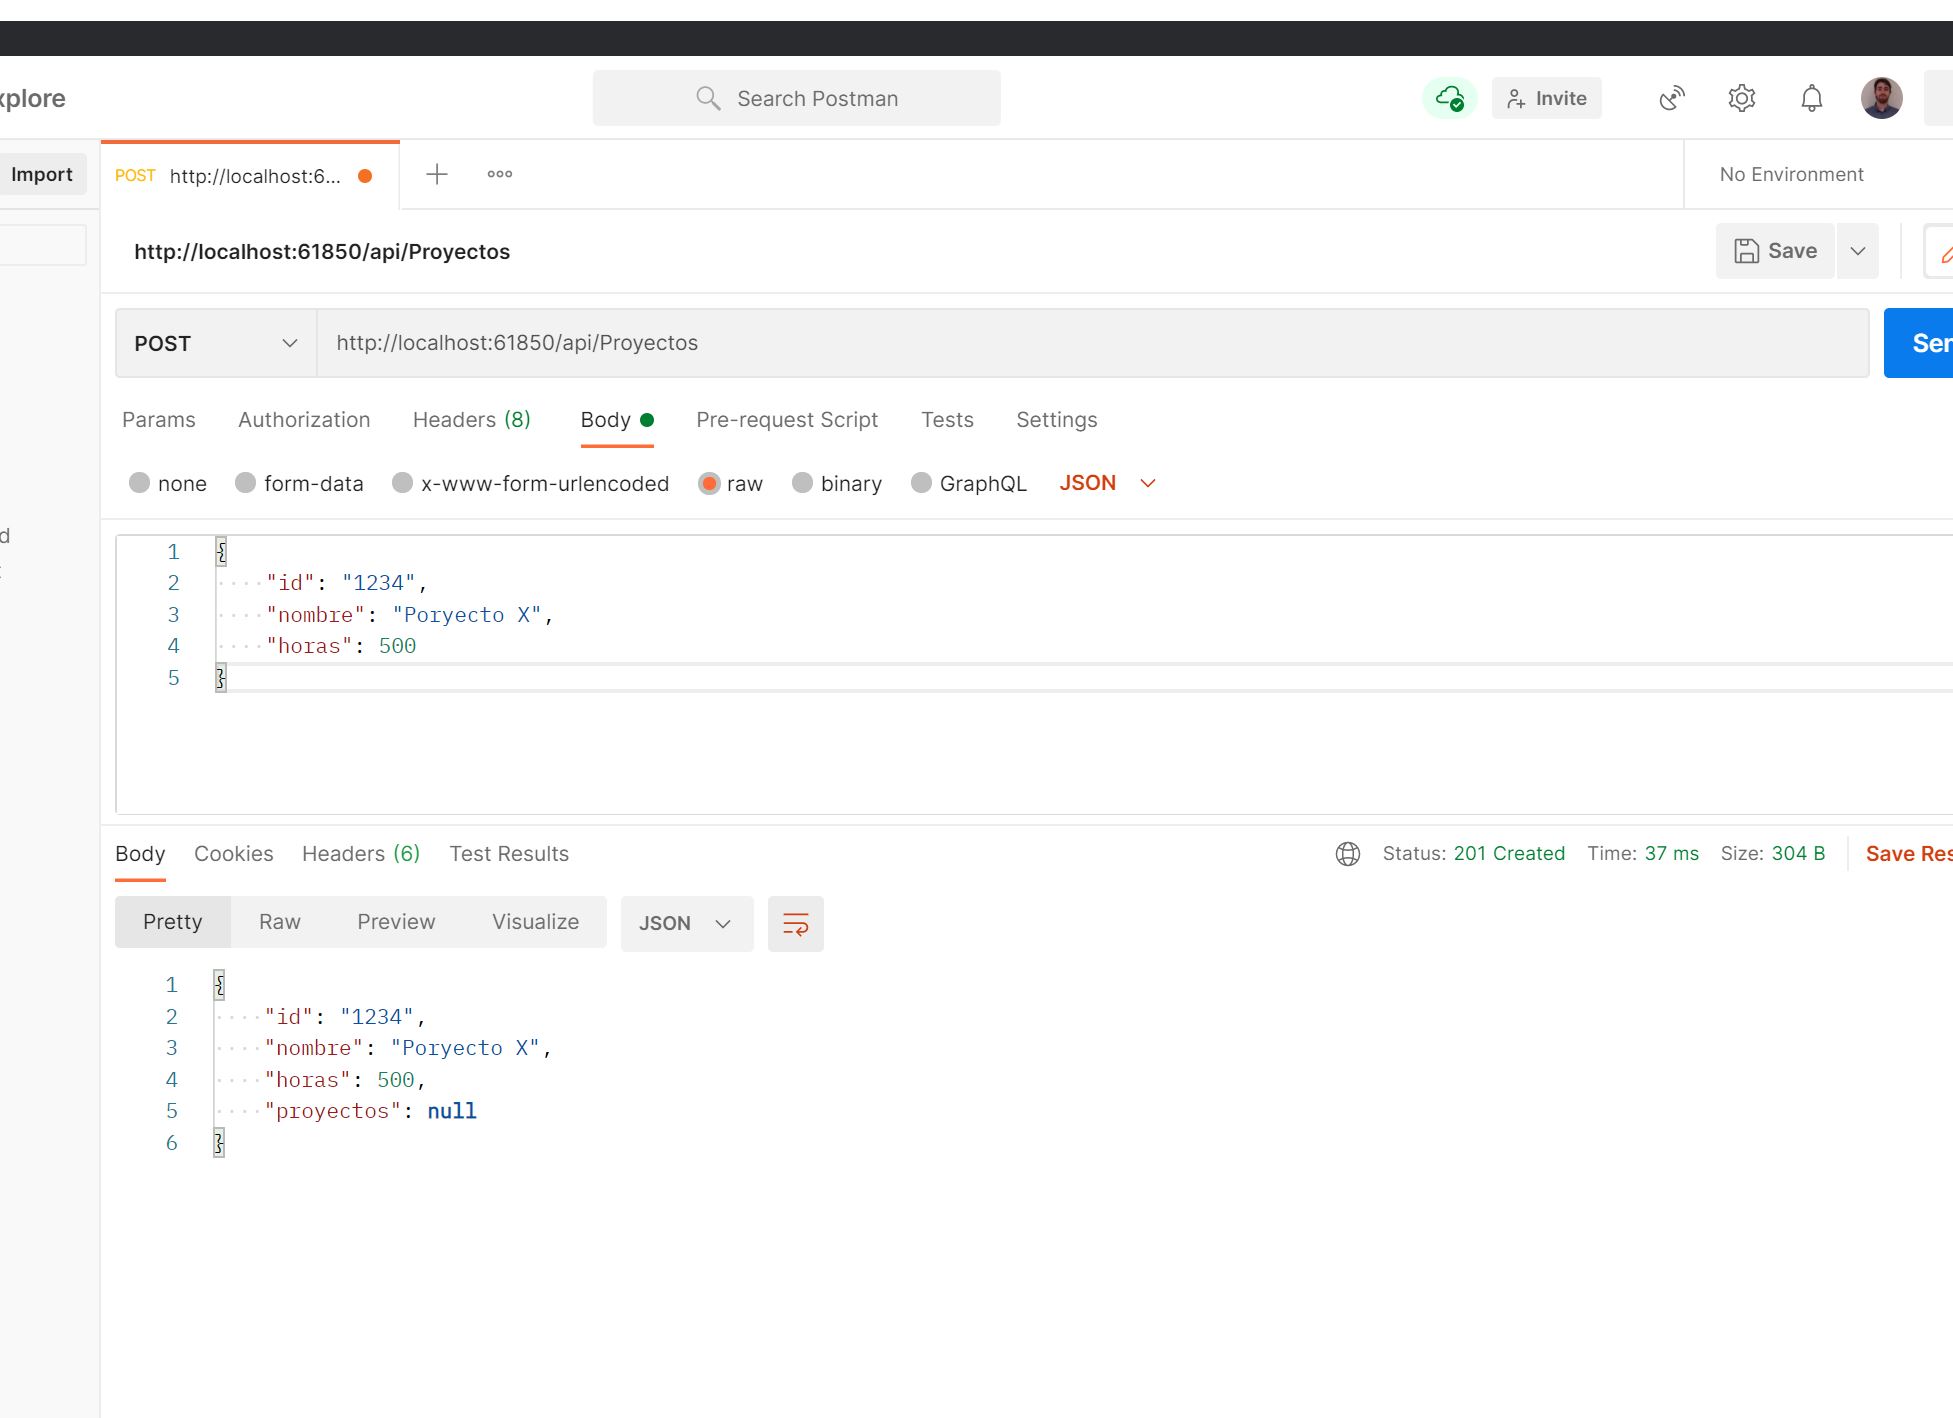 xplore
Search Postman
Invite
Import
POST http://localhost:6...
No Environment
http://localhost:61850/api/Proyectos
Save
POST
http://localhost:61850/api/Proyectos
Params Authorization Headers (8) Body Pre-request Script Tests Settings
none form-data x-www-form-urlencoded raw binary GraphQL JSON
1 {
2 "id": "1234",
3 "nombre": "Poryecto X",
4 "horas": 500
5 }
Body Cookies Headers (6) Test Results
Status: 201 Created Time: 37 ms Size: 304 B Save Res
Pretty Raw Preview Visualize JSON
1 {
2 "id": "1234",
3 "nombre": "Poryecto X",
4 "horas": 500,
5 "proyectos": null
6 }